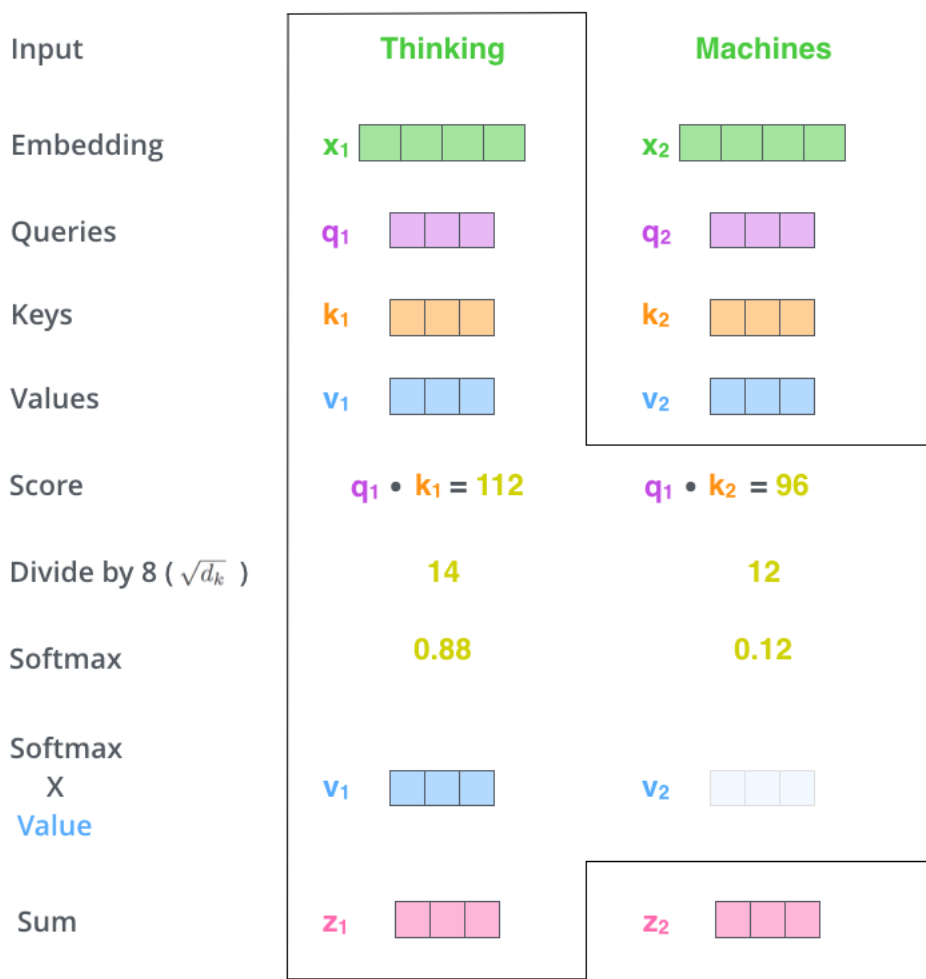 Input Thinking Machines
Embedding x₁ x₂
Queries q₁ q₂
Keys k₁ k₂
Values v₁ v₂
Score q₁ • k₁ = 112 q₁ • k₂ = 96
Divide by 8 ( √dₖ ) 14 12
Softmax 0.88 0.12
Softmax
X v₁ v₂
Value
Sum z₁ z₂